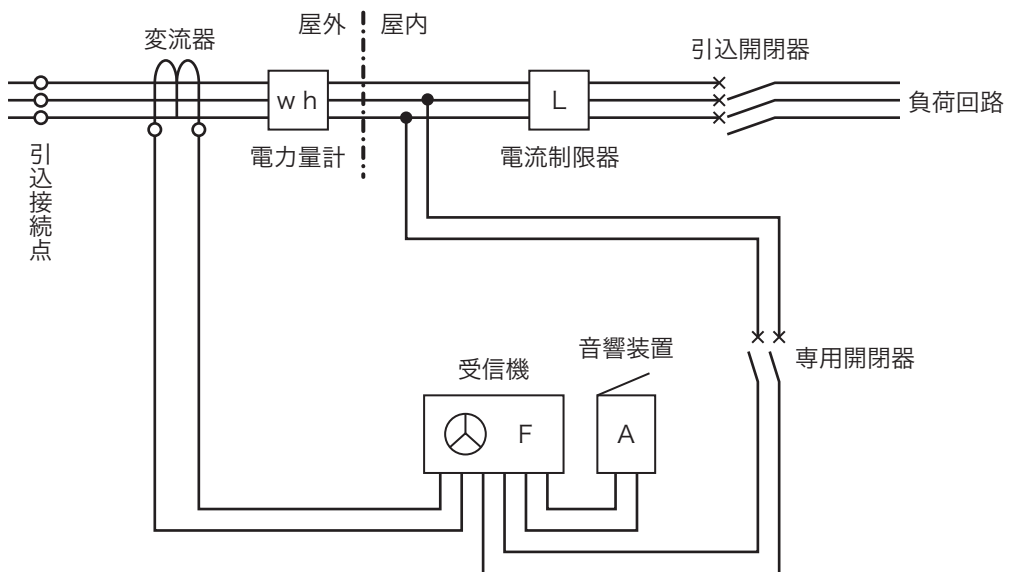 屋外
屋内
変流器
引込開閉器
wh
L
負荷回路
引込接続点
電力量計
電流制限器
音響装置
専用開閉器
受信機
F
A